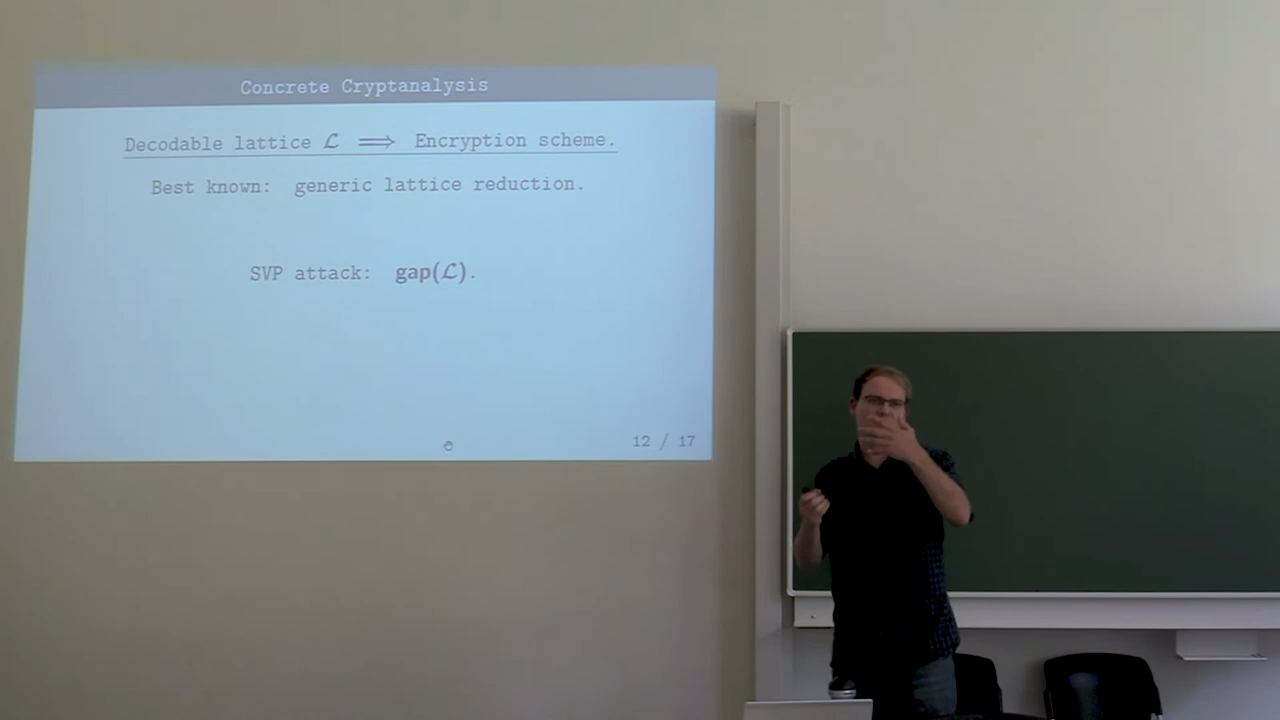 Concrete Cryptanalysis
Decodable lattice ℒ ⟹ Encryption scheme.
Best known: generic lattice reduction.
SVP attack: gap(ℒ).
12 / 17